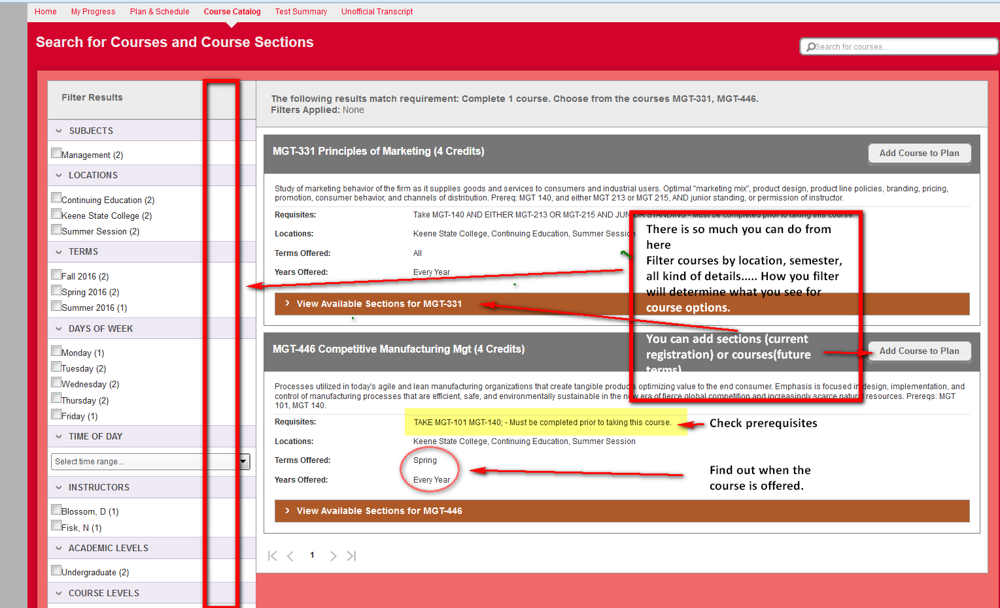 Home My Progress Plan & Schedule Course Catalog Test Summary Unofficial Transcript
Search for Courses and Course Sections
Search for courses...
Filter Results
SUBJECTS
Management (2)
LOCATIONS
Continuing Education (2)
Keene State College (2)
Summer Session (2)
TERMS
Fall 2016 (2)
Spring 2016 (2)
Summer 2016 (1)
DAYS OF WEEK
Monday (1)
Tuesday (2)
Wednesday (2)
Thursday (2)
Friday (1)
TIME OF DAY
Select time range...
INSTRUCTORS
Blossom, D (1)
Fisk, N (1)
ACADEMIC LEVELS
Undergraduate (2)
COURSE LEVELS
The following results match requirement: Complete 1 course. Choose from the courses MGT-331, MGT-446.
Filters Applied: None
MGT-331 Principles of Marketing (4 Credits)
Add Course to Plan
Study of marketing behavior of the firm as it supplies goods and services to consumers and industrial users. Optimal "marketing mix", product design, product line policies, branding, pricing,
promotion, consumer behavior, and channels of distribution. Prereq: MGT 140, and either MGT 213 or MGT 215, AND junior standing, or permission of instructor.
Requisites: Take MGT-140 AND EITHER MGT-213 OR MGT-215 AND JUNIOR STANDING - Must be completed prior to taking this course.
Locations: Keene State College, Continuing Education, Summer Session
Terms Offered: All
Years Offered: Every Year
View Available Sections for MGT-331
There is so much you can do from
here
Filter courses by location, semester,
all kind of details..... How you filter
will determine what you see for
course options.
You can add sections (current
registration) or courses(future
terms)
MGT-446 Competitive Manufacturing Mgt (4 Credits)
Add Course to Plan
Processes utilized in today's agile and lean manufacturing organizations that create tangible products optimizing value to the end consumer. Emphasis is focused in design, implementation, and
control of manufacturing processes that are efficient, safe, and environmentally sustainable in the new era of fierce global competition and increasingly scarce natural resources. Prereqs: MGT
101, MGT 140.
Requisites: TAKE MGT-101 MGT-140; - Must be completed prior to taking this course.
Check prerequisites
Locations: Keene State College, Continuing Education, Summer Session
Terms Offered: Spring
Years Offered: Every Year
Find out when the
course is offered.
View Available Sections for MGT-446
1